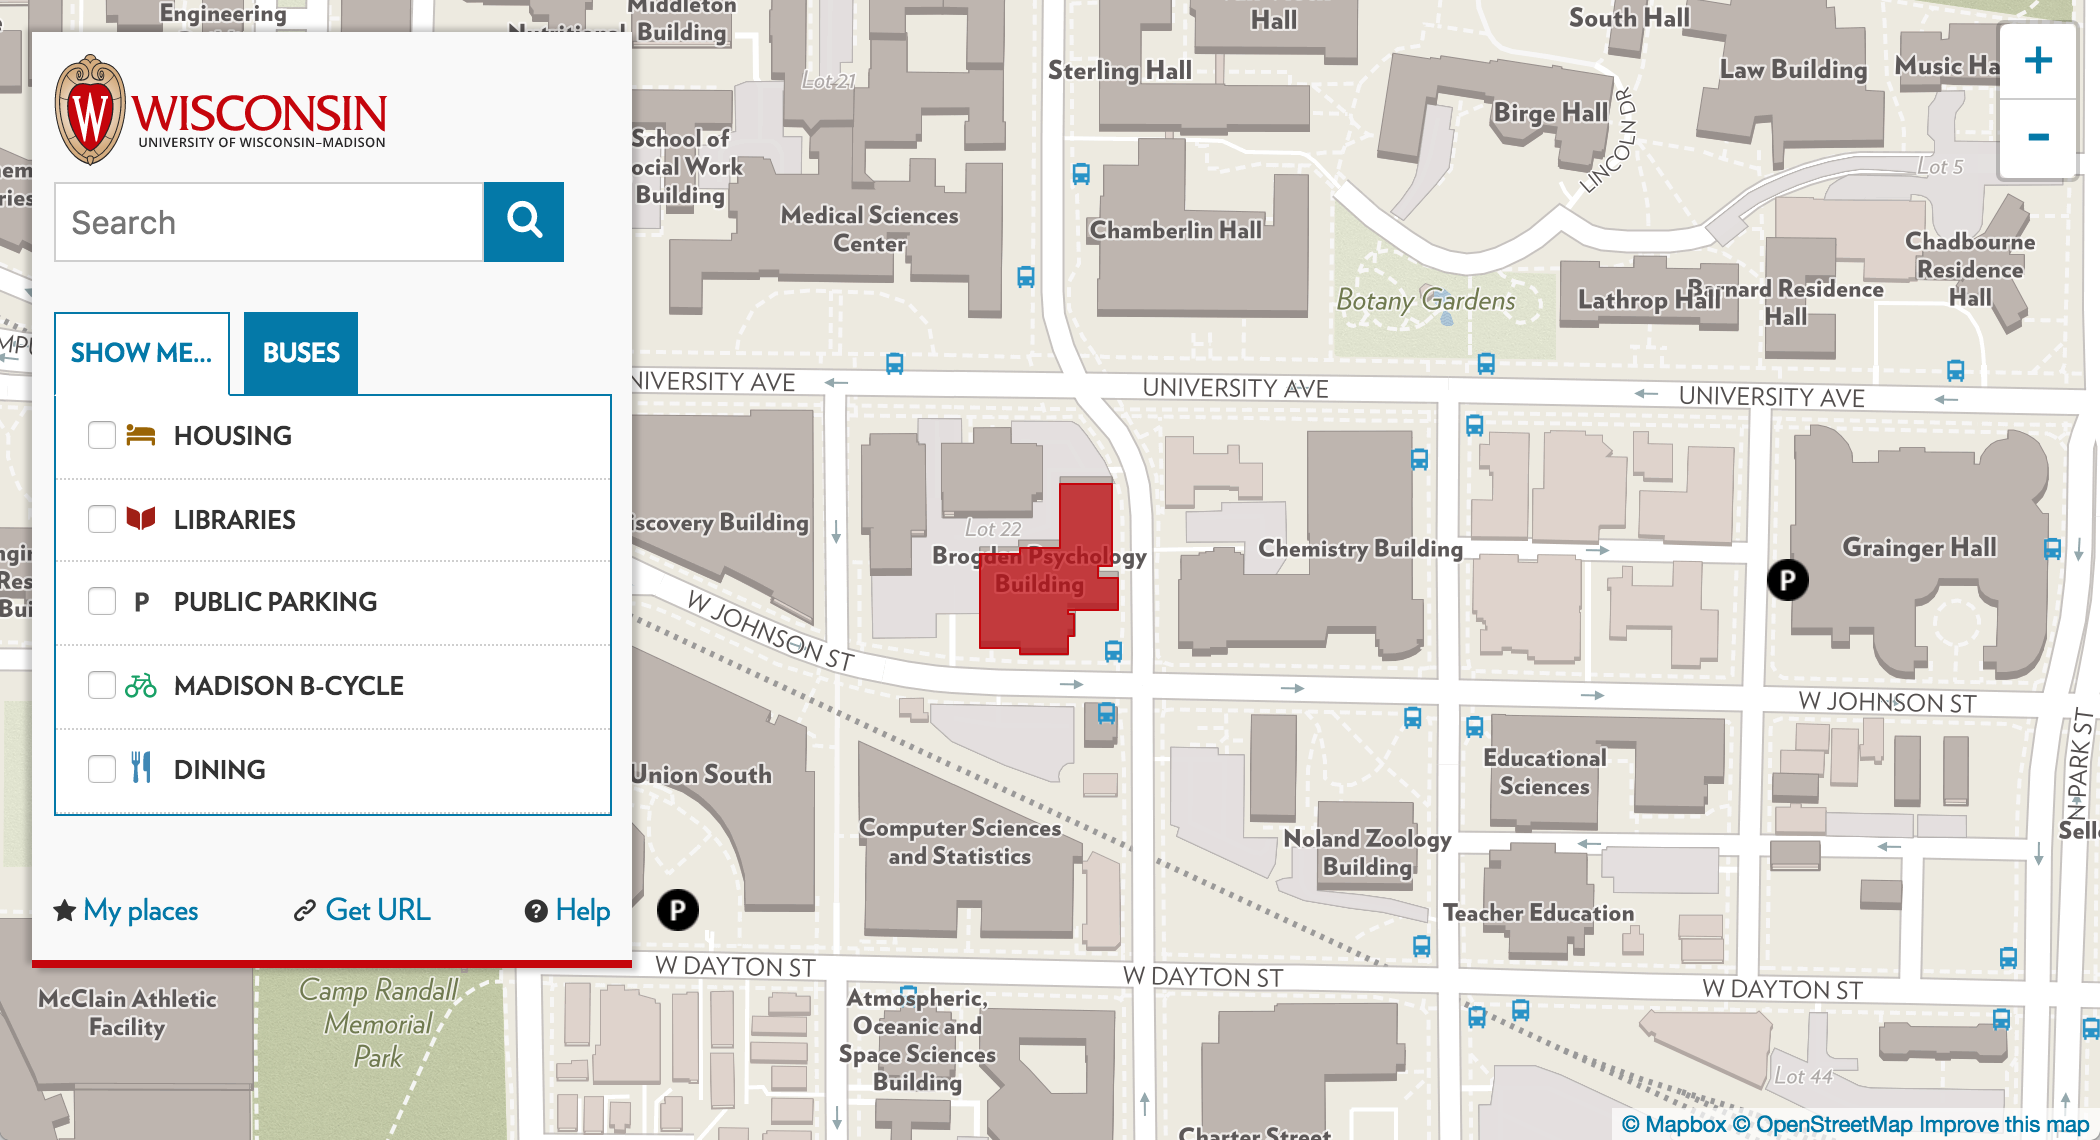 WISCONSIN
UNIVERSITY OF WISCONSIN–MADISON
Search
SHOW ME...
BUSES
HOUSING
LIBRARIES
P PUBLIC PARKING
MADISON B-CYCLE
DINING
My places
Get URL
? Help
Engineering
Middleton
Building
Hall
South Hall
Sterling Hall
Lot 21
Birge Hall
Law Building
Music Ha
+
-
LINCOLN DR
School of
ocial Work
Building
Lot 5
Medical Sciences
Center
Chamberlin Hall
Chadbourne
Residence
Hall
Botany Gardens
Lathrop Hall
Barnard Residence
Hall
NIVERSITY AVE
UNIVERSITY AVE
UNIVERSITY AVE
iscovery Building
Lot 22
Brogden Psychology
Building
Chemistry Building
Grainger Hall
P
W JOHNSON ST
W JOHNSON ST
N PARK ST
Union South
Educational
Sciences
Computer Sciences
and Statistics
Noland Zoology
Building
Sell
Teacher Education
P
W DAYTON ST
W DAYTON ST
W DAYTON ST
McClain Athletic
Facility
Camp Randall
Memorial
Park
Atmospheric,
Oceanic and
Space Sciences
Building
Lot 44
Charter Street
© Mapbox © OpenStreetMap Improve this map